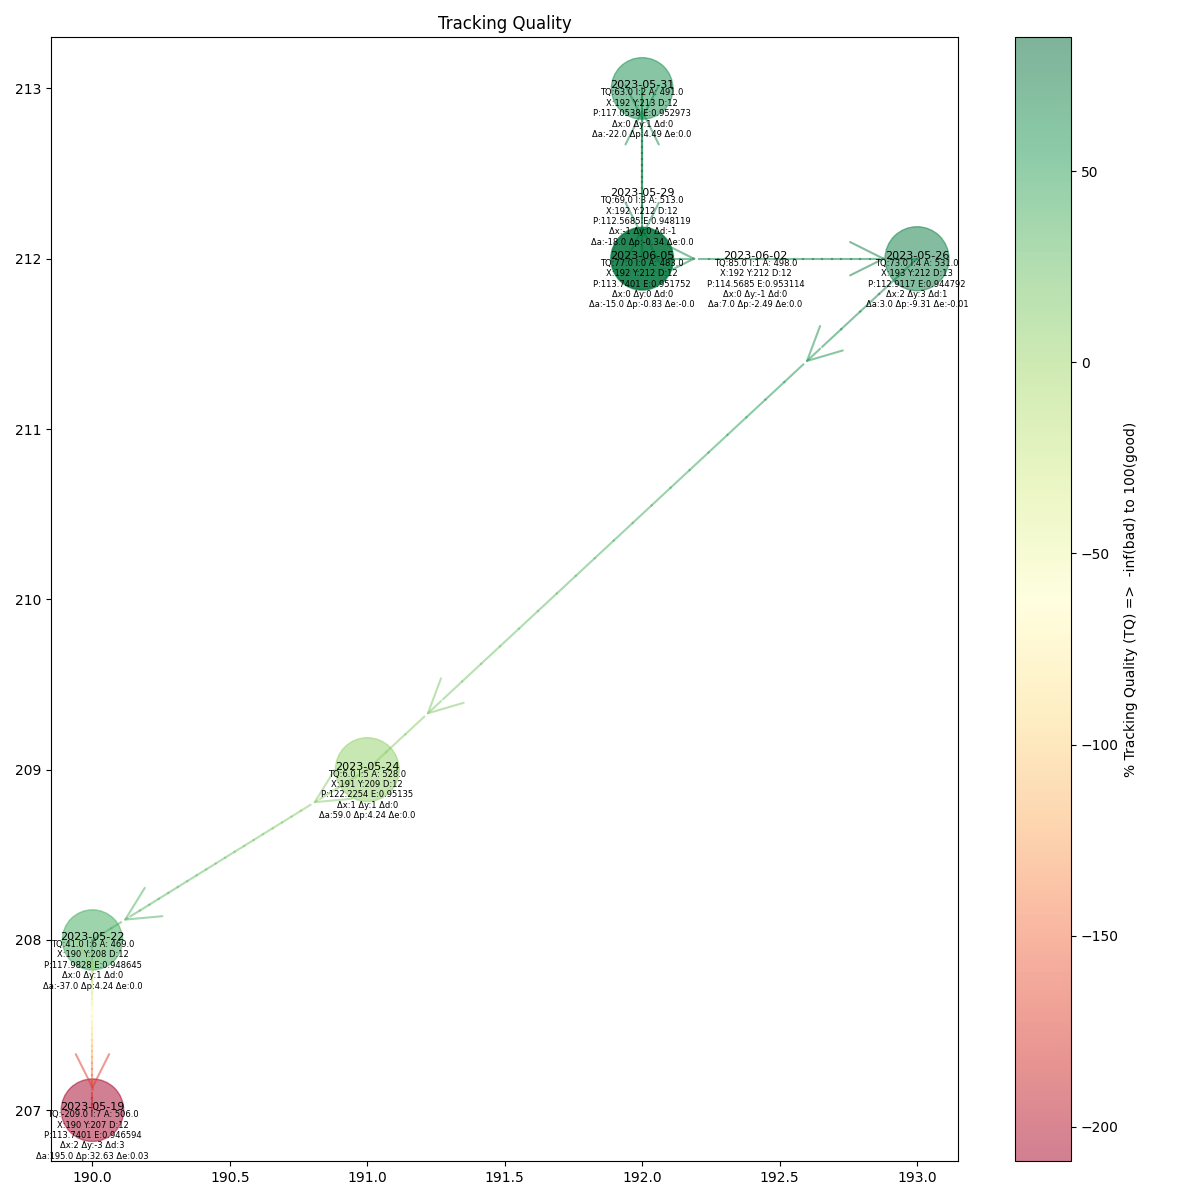 Tracking Quality
213
212
211
210
209
208
207
2023-05-31
TQ:63.0 I:2 A: 491.0
X:192 Y:213 D:12
P:117.0538 E:0.952973
Δx:0 Δy:1 Δd:0
Δa:-22.0 Δp:4.49 Δe:0.0
2023-05-29
TQ:69.0 I:3 A: 513.0
X:192 Y:212 D:12
P:112.5685 E:0.948119
Δx:-1 Δy:0 Δd:-1
Δa:-18.0 Δp:-0.34 Δe:0.0
2023-06-05
TQ:77.0 I:0 A: 483.0
X:192 Y:212 D:12
P:113.7401 E:0.951752
Δx:0 Δy:0 Δd:0
Δa:-15.0 Δp:-0.83 Δe:-0.0
2023-06-02
TQ:85.0 I:1 A: 498.0
X:192 Y:212 D:12
P:114.5685 E:0.953114
Δx:0 Δy:-1 Δd:0
Δa:7.0 Δp:-2.49 Δe:0.0
2023-05-26
TQ:73.0 I:4 A: 531.0
X:193 Y:212 D:13
P:112.9117 E:0.944792
Δx:2 Δy:3 Δd:1
Δa:3.0 Δp:-9.31 Δe:-0.01
2023-05-24
TQ:6.0 I:5 A: 528.0
X:191 Y:209 D:12
P:122.2254 E:0.95135
Δx:1 Δy:1 Δd:0
Δa:59.0 Δp:4.24 Δe:0.0
2023-05-22
TQ:41.0 I:6 A: 469.0
X:190 Y:208 D:12
P:117.9828 E:0.948645
Δx:0 Δy:1 Δd:0
Δa:-37.0 Δp:4.24 Δe:0.0
2023-05-19
TQ:-209.0 I:7 A: 506.0
X:190 Y:207 D:12
P:113.7401 E:0.946594
Δx:2 Δy:-3 Δd:3
Δa:195.0 Δp:32.63 Δe:0.03
190.0 190.5 191.0 191.5 192.0 192.5 193.0
50
0
−50
−100
−150
−200
% Tracking Quality (TQ) => -inf(bad) to 100(good)